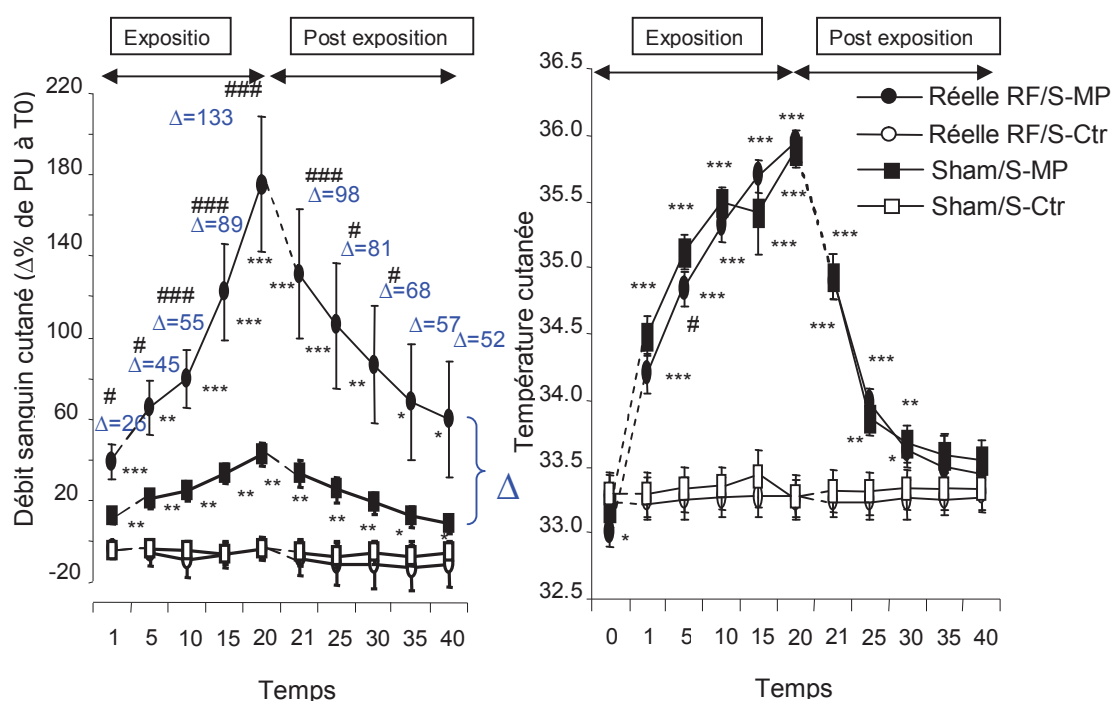 Expositio
Post exposition
Débit sanquin cutané (Δ% de PU à T0)
220
180
140
100
60
20
-20
#
Δ=26
#
Δ=45
###
Δ=55
###
Δ=89
###
Δ=133
###
Δ=98
#
Δ=81
#
Δ=68
Δ=57
Δ=52
Δ
***
**
***
***
***
***
**
*
*
**
**
**
**
**
**
**
**
*
*
1 5 10 15 20 21 25 30 35 40
Temps
Exposition
Post exposition
Température cutanée
36.5
36.0
35.5
35.0
34.5
34.0
33.5
33.0
32.5
Réelle RF/S-MP
Réelle RF/S-Ctr
Sham/S-MP
Sham/S-Ctr
***
***
***
***
***
***
***
**
*
***
***
#
***
***
***
***
**
*
0 1 5 10 15 20 21 25 30 35 40
Temps